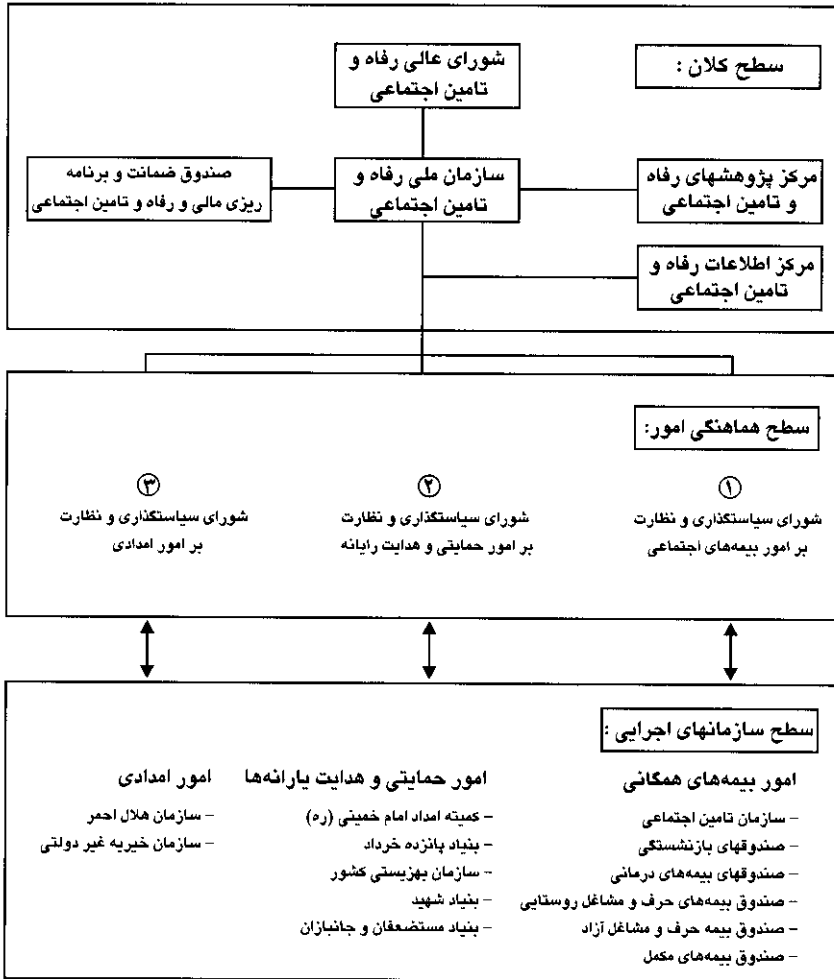 سطح کلان :
شورای عالی رفاه و
تامین اجتماعی
مرکز پژوهشهای رفاه
و تامین اجتماعی
سازمان ملی رفاه و
تامین اجتماعی
صندوق ضمانت و برنامه
ریزی مالی و رفاه و تامین اجتماعی
مرکز اطلاعات رفاه و
تامین اجتماعی
سطح هماهنگی امور:
۱
شورای سیاستگذاری و نظارت
بر امور بیمه‌های اجتماعی
۲
شورای سیاستگذاری و نظارت
بر امور حمایتی و هدایت رایانه
۳
شورای سیاستگذاری و نظارت
بر امور امدادی
سطح سازمانهای اجرایی :
امور بیمه‌های همگانی
– سازمان تامین اجتماعی
– صندوقهای بازنشستگی
– صندوقهای بیمه‌های درمانی
– صندوق بیمه‌های حرف و مشاغل روستایی
– صندوق بیمه حرف و مشاغل آزاد
– صندوق بیمه‌های مکمل
امور حمایتی و هدایت یارانه‌ها
– کمیته امداد امام خمینی (ره)
– بنیاد پانزده خرداد
– سازمان بهزیستی کشور
– بنیاد شهید
– بنیاد مستضعفان و جانبازان
امور امدادی
– سازمان هلال احمر
– سازمان خیریه غیر دولتی